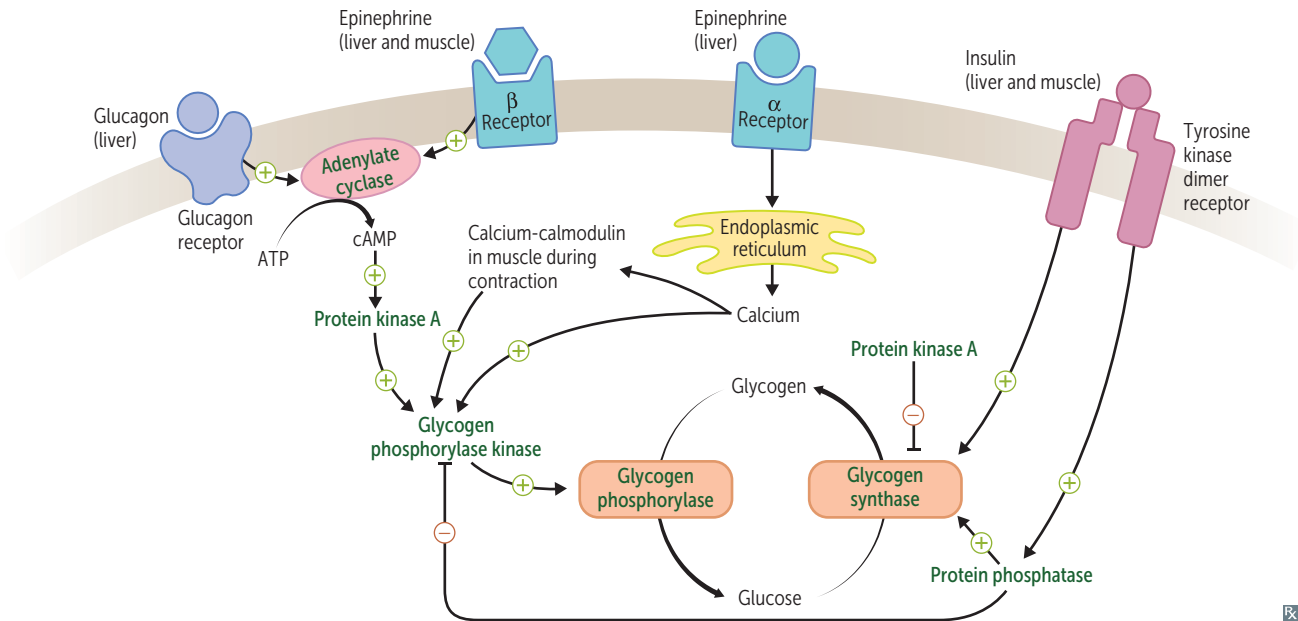 Epinephrine
(liver and muscle)
Epinephrine
(liver)
Insulin
(liver and muscle)
Glucagon
(liver)
β
Receptor
α
Receptor
Tyrosine
kinase
dimer
receptor
Adenylate
cyclase
Glucagon
receptor
ATP
cAMP
Calcium-calmodulin
in muscle during
contraction
Endoplasmic
reticulum
Calcium
Protein kinase A
Protein kinase A
Glycogen
Glycogen
phosphorylase kinase
Glycogen
phosphorylase
Glycogen
synthase
Protein phosphatase
Glucose
+
+
+
+
+
+
+
+
+
+
−
−
Rx